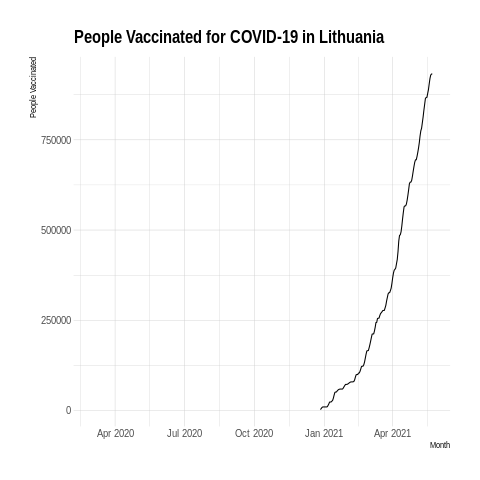 People Vaccinated for COVID-19 in Lithuania
People Vaccinated
750000
500000
250000
0
Apr 2020 Jul 2020 Oct 2020 Jan 2021 Apr 2021
Month